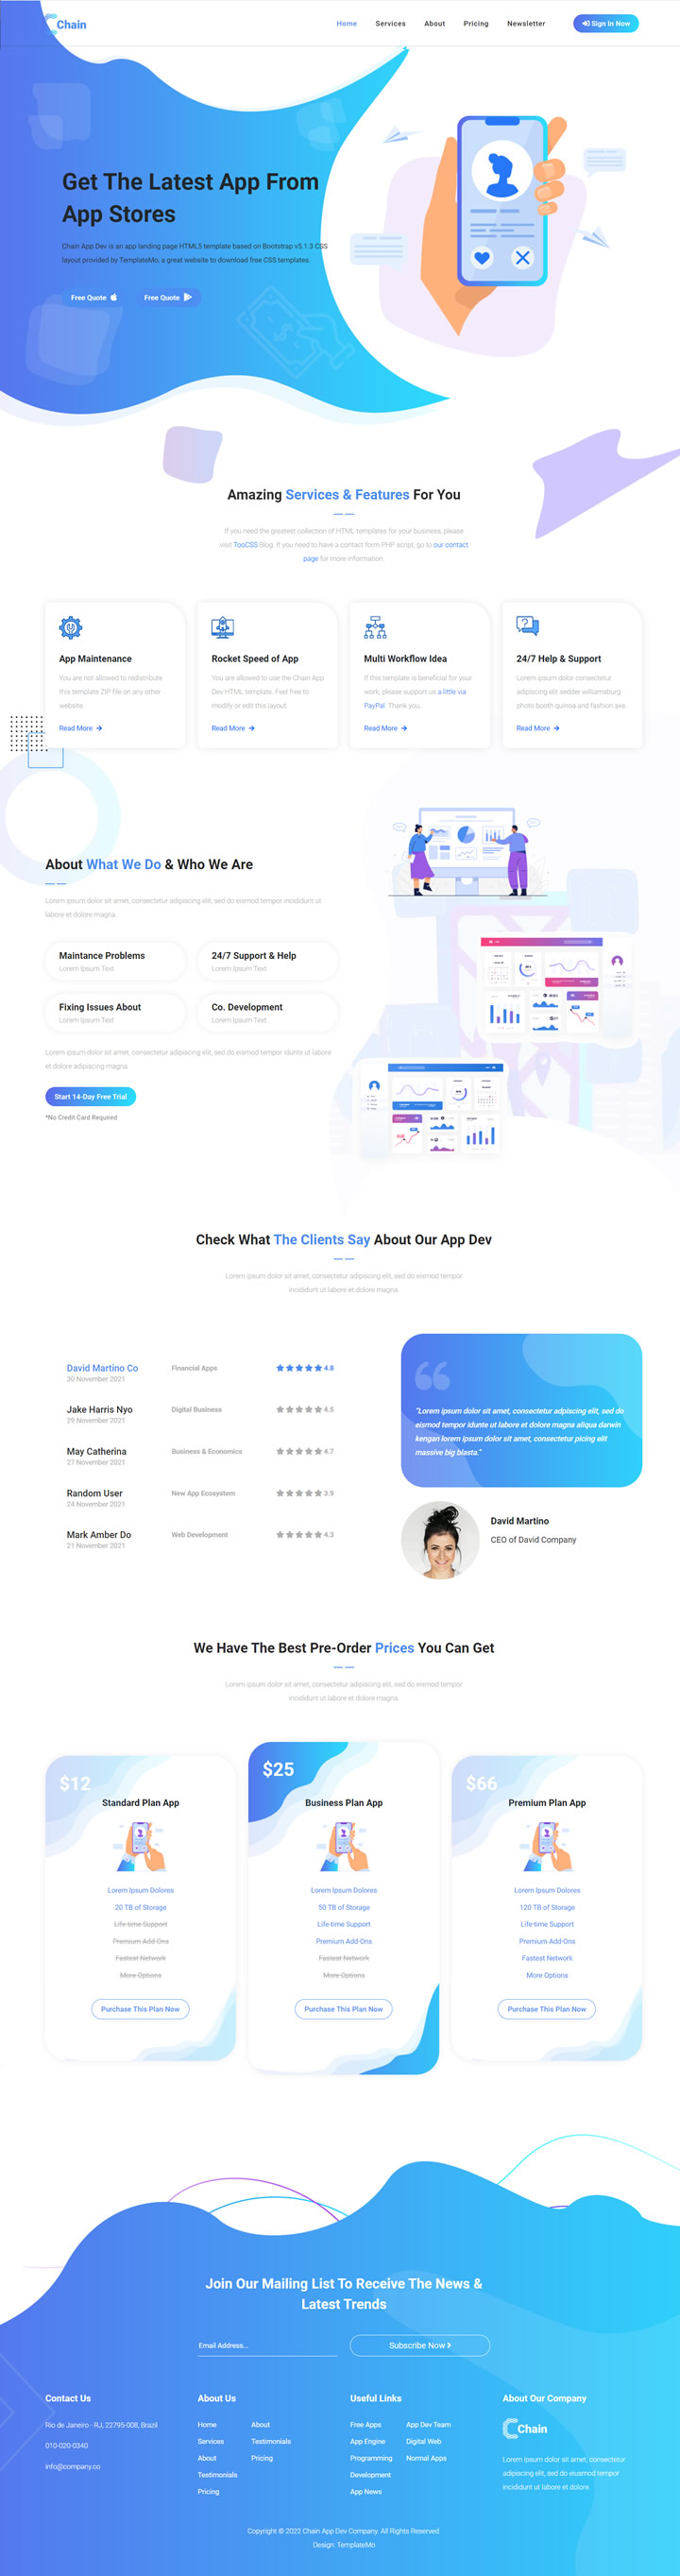 Chain
Home
Services
About
Pricing
Newsletter
Sign In Now
Get The Latest App From
App Stores
Chain App Dev is an app landing page HTML5 template based on Bootstrap v5.1.3 CSS
layout provided by TemplateMo, a great website to download free CSS templates.
Free Quote
Free Quote
Amazing Services & Features For You
If you need the greatest collection of HTML templates for your business, please
visit TooCSS Blog. If you need to have a contact form PHP script, go to our contact
page for more information.
App Maintenance
You are not allowed to redistribute
this template ZIP file on any other
website.
Read More
Rocket Speed of App
You are allowed to use the Chain App
Dev HTML template. Feel free to
modify or edit this layout.
Read More
Multi Workflow Idea
If this template is beneficial for your
work, please support us a little via
PayPal. Thank you.
Read More
24/7 Help & Support
Lorem ipsum dolor consectetur
adipiscing elit sedder williamsburg
photo booth quinoa and fashion axe.
Read More
About What We Do & Who We Are
Lorem ipsum dolor sit amet, consectetur adipiscing elit, sed do eismod tempor incididunt ut
labore et dolore magna.
Maintance Problems
Lorem Ipsum Text
24/7 Support & Help
Lorem Ipsum Text
Fixing Issues About
Lorem Ipsum Text
Co. Development
Lorem Ipsum Text
Lorem ipsum dolor sit amet, consectetur adipiscing elit, sed do eismod tempor idunte ut labore
et dolore adipiscing magna.
Start 14-Day Free Trial
*No Credit Card Required
Check What The Clients Say About Our App Dev
Lorem ipsum dolor sit amet, consectetur adipiscing elit, sed do eismod tempor
incididunt ut labore et dolore magna.
David Martino Co
30 November 2021
Financial Apps
4.8
Jake Harris Nyo
29 November 2021
Digital Business
4.5
May Catherina
27 November 2021
Business & Economics
4.7
Random User
24 November 2021
New App Ecosystem
3.9
Mark Amber Do
21 November 2021
Web Development
4.3
“Lorem ipsum dolor sit amet, consectetur adpiscing elit, sed do
eismod tempor idunte ut labore et dolore magna aliqua darwin
kengan lorem ipsum dolor sit amet, consectetur picing elit
massive big blasta.”
David Martino
CEO of David Company
We Have The Best Pre-Order Prices You Can Get
Lorem ipsum dolor sit amet, consectetur adipiscing elit, sed do eismod tempor
incididunt ut labore et dolore magna.
$12
Standard Plan App
Lorem Ipsum Dolores
20 TB of Storage
Life-time Support
Premium Add-Ons
Fastest Network
More Options
Purchase This Plan Now
$25
Business Plan App
Lorem Ipsum Dolores
50 TB of Storage
Life-time Support
Premium Add-Ons
Fastest Network
More Options
Purchase This Plan Now
$66
Premium Plan App
Lorem Ipsum Dolores
120 TB of Storage
Life-time Support
Premium Add-Ons
Fastest Network
More Options
Purchase This Plan Now
Join Our Mailing List To Receive The News &
Latest Trends
Email Address...
Subscribe Now
Contact Us
Rio de Janeiro - RJ, 22795-008, Brazil
010-020-0340
info@company.co
About Us
Home
Services
About
Testimonials
Pricing
About
Testimonials
Pricing
Useful Links
Free Apps
App Engine
Programming
Development
App News
App Dev Team
Digital Web
Normal Apps
About Our Company
Chain
Lorem ipsum dolor sit amet, consectetur
adipiscing elit, sed do eiusmod tempor
incididunt ut labore et dolore.
Copyright © 2022 Chain App Dev Company. All Rights Reserved.
Design: TemplateMo